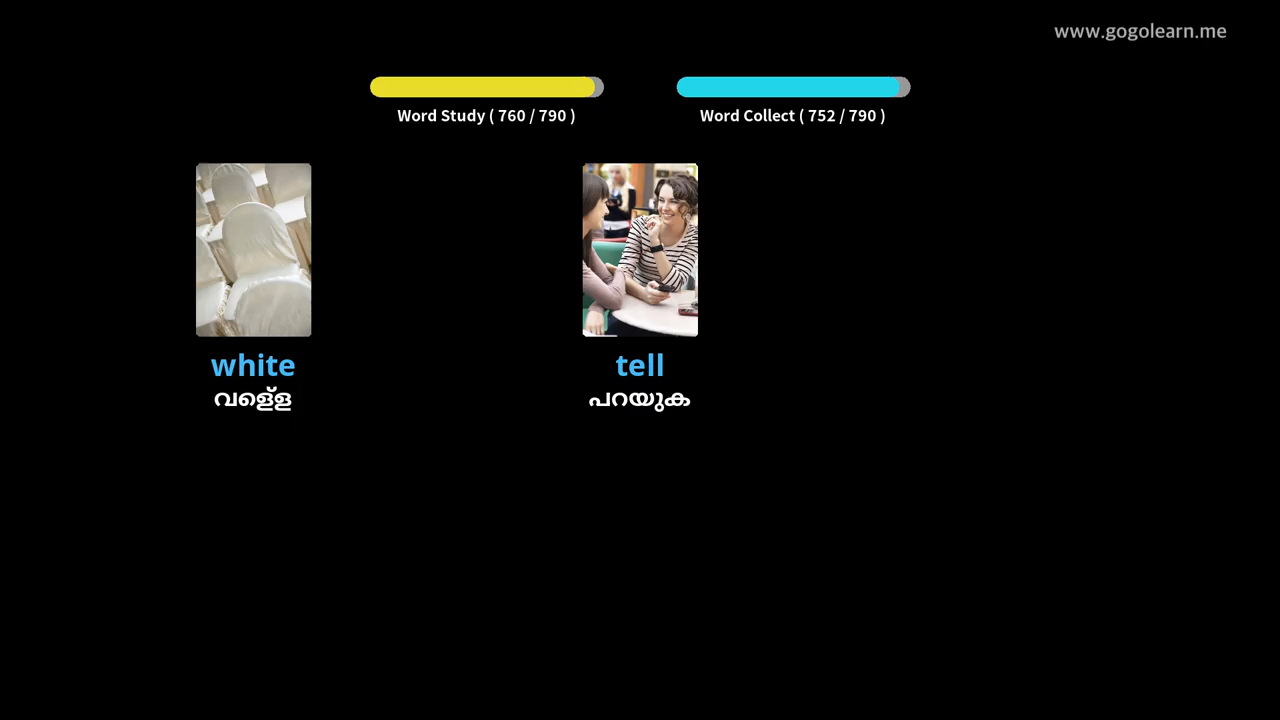 www.gogolearn.me
Word Study ( 760 / 790 )
Word Collect ( 752 / 790 )
white
വെള്ള
tell
പറയുക